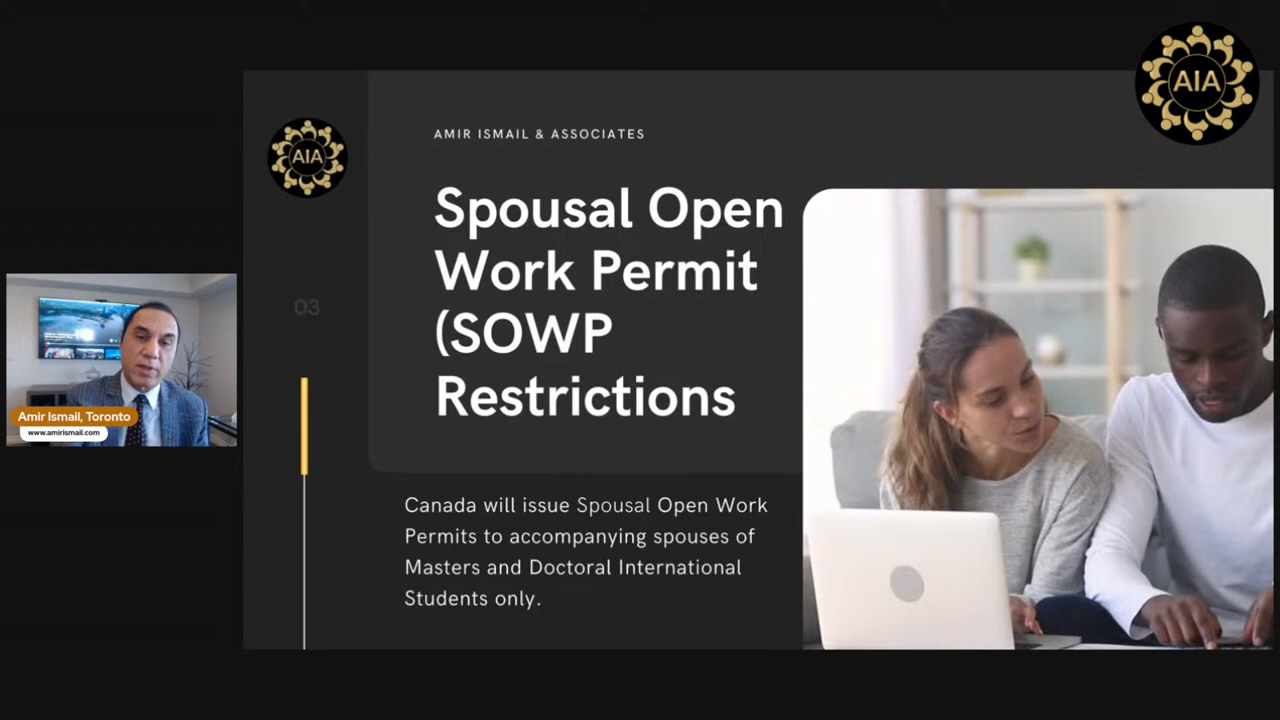 AIA
AIA
AMIR ISMAIL & ASSOCIATES
Spousal Open
Work Permit
(SOWP
Restrictions
03
Amir Ismail, Toronto
www.amirismail.com
Canada will issue Spousal Open Work
Permits to accompanying spouses of
Masters and Doctoral International
Students only.